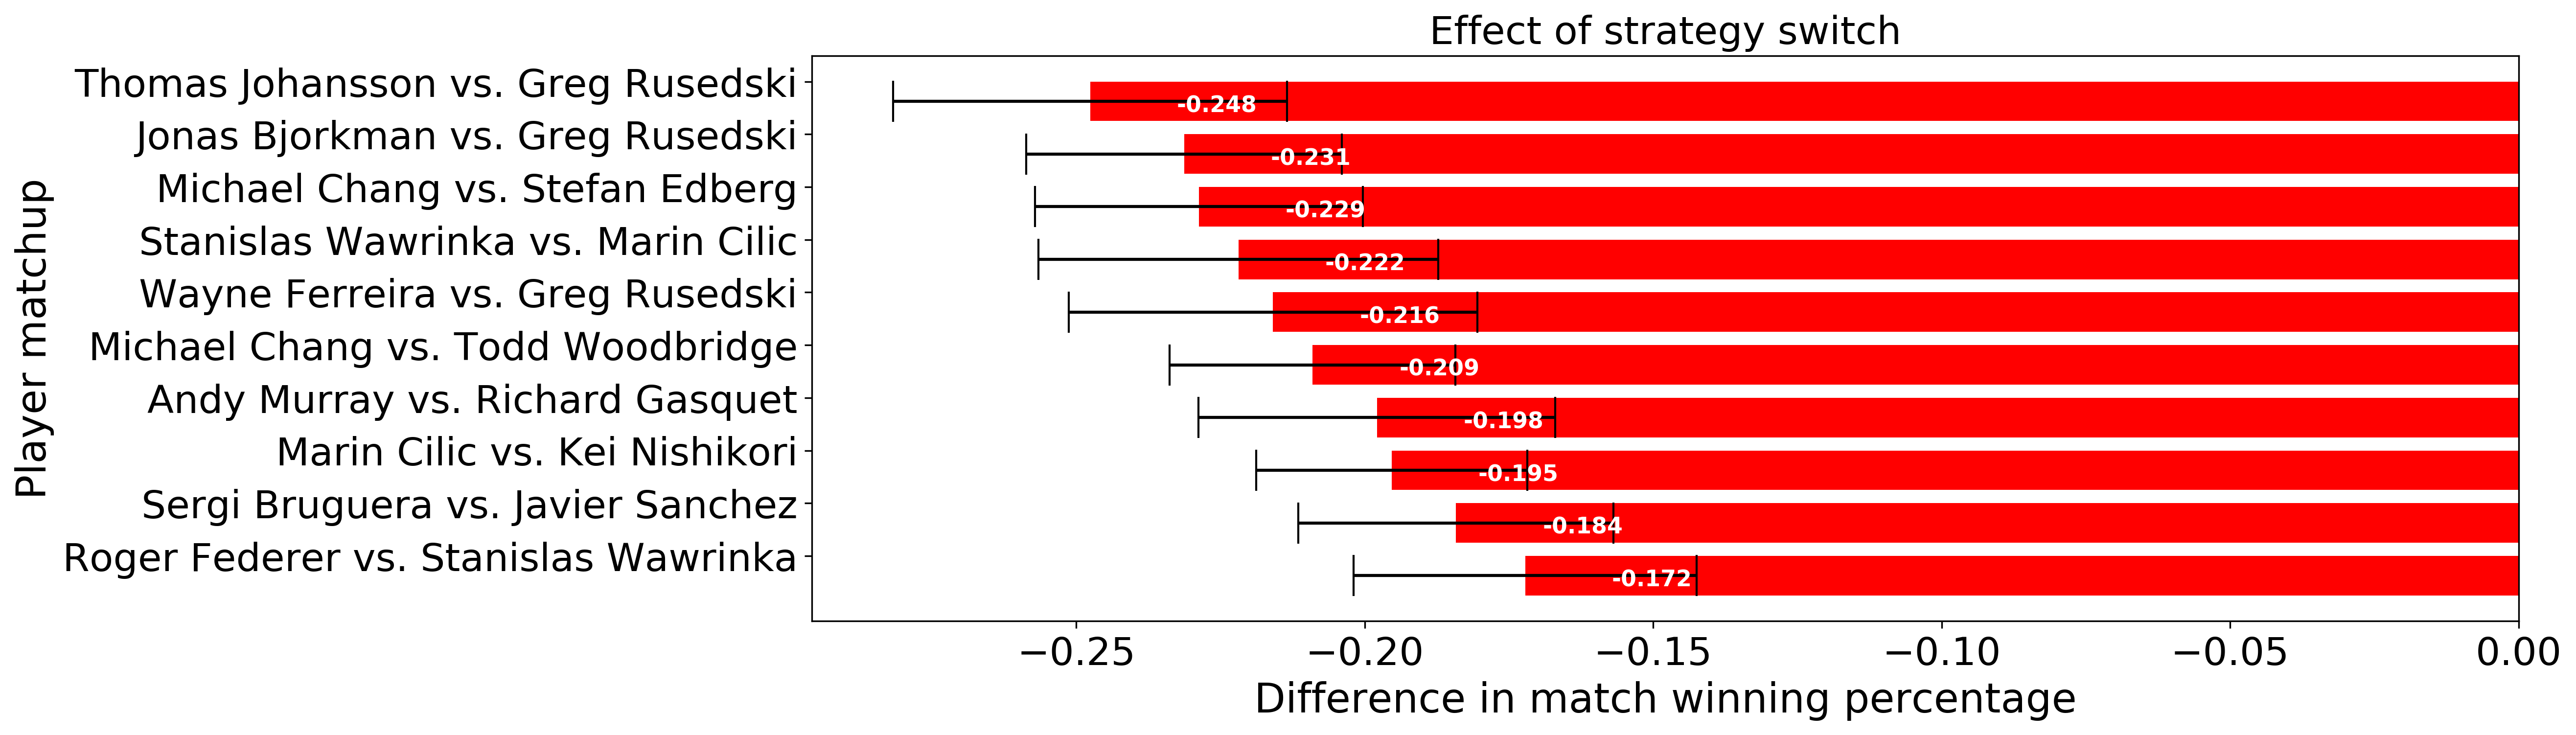 Effect of strategy switch
Player matchup
Thomas Johansson vs. Greg Rusedski
-0.248
Jonas Bjorkman vs. Greg Rusedski
-0.231
Michael Chang vs. Stefan Edberg
-0.229
Stanislas Wawrinka vs. Marin Cilic
-0.222
Wayne Ferreira vs. Greg Rusedski
-0.216
Michael Chang vs. Todd Woodbridge
-0.209
Andy Murray vs. Richard Gasquet
-0.198
Marin Cilic vs. Kei Nishikori
-0.195
Sergi Bruguera vs. Javier Sanchez
-0.184
Roger Federer vs. Stanislas Wawrinka
-0.172
−0.25 −0.20 −0.15 −0.10 −0.05 0.00
Difference in match winning percentage